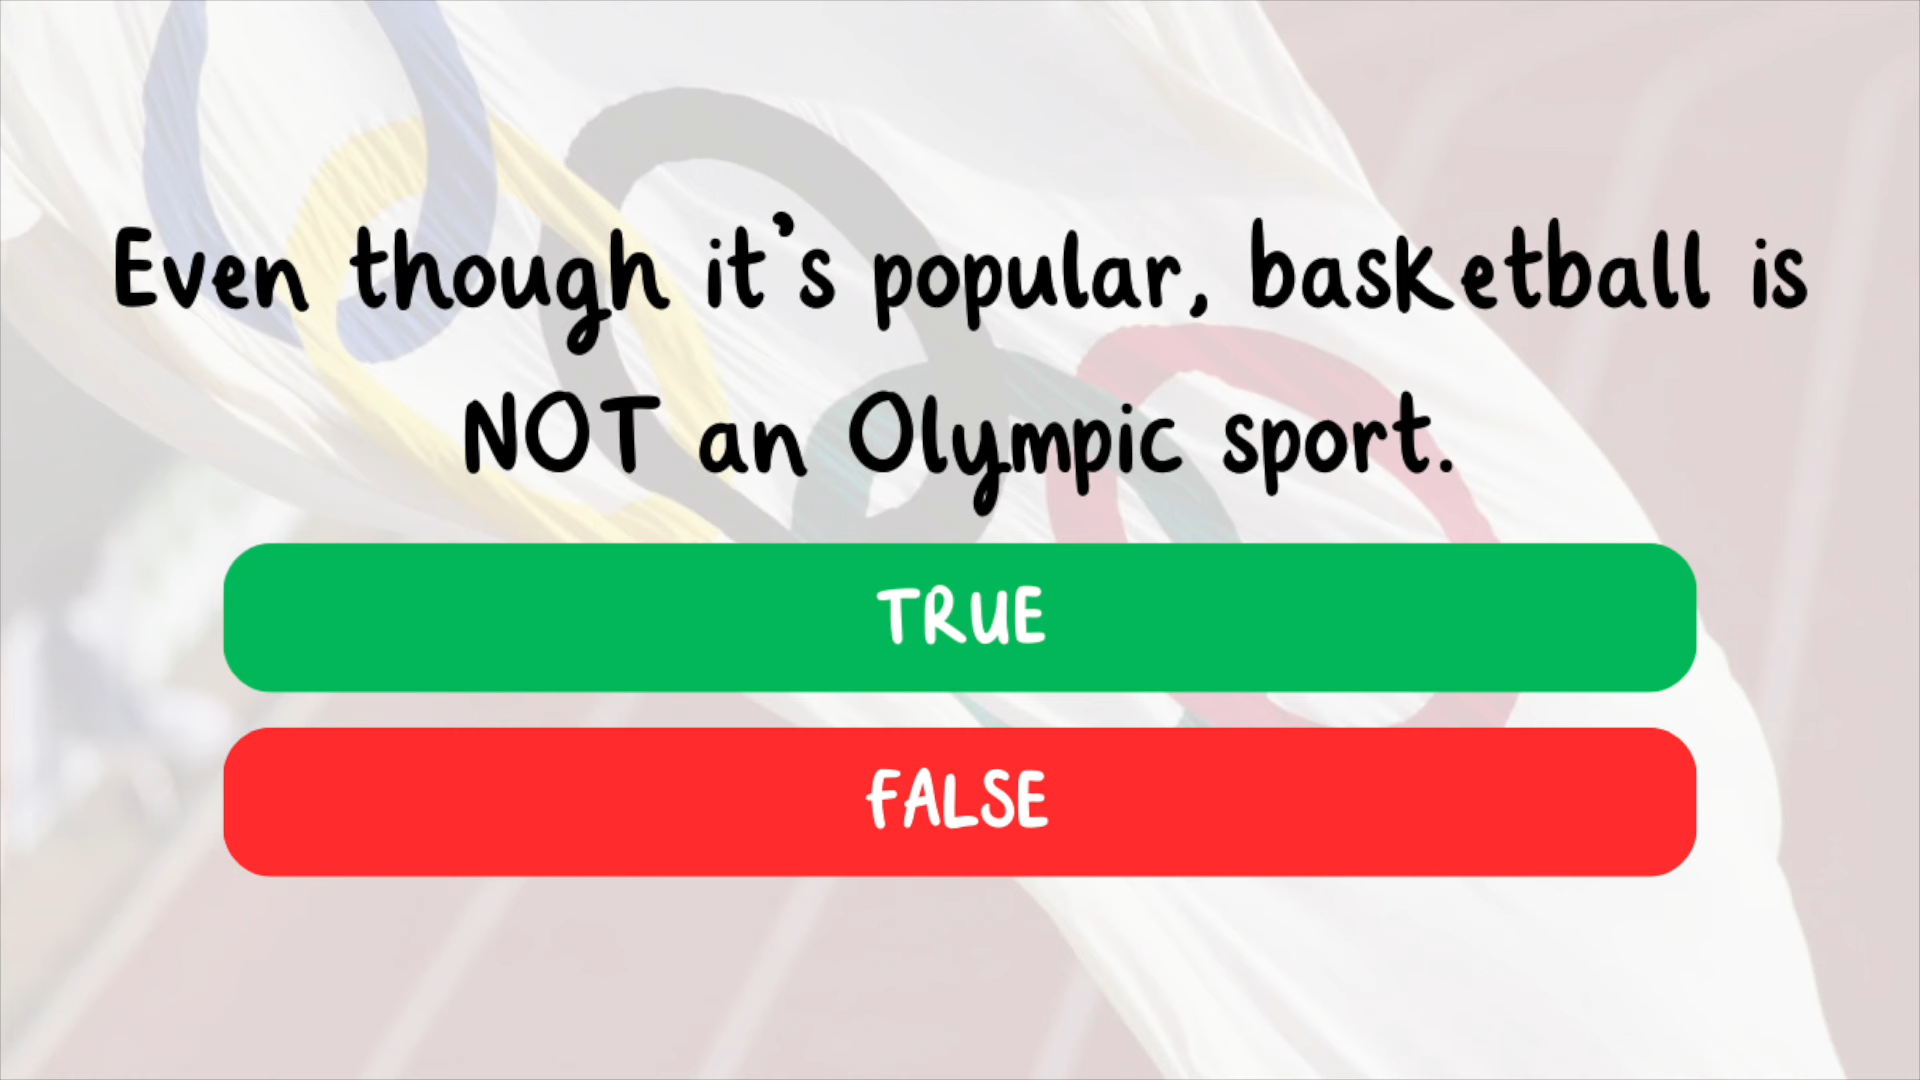 Even though it's popular, basketball is
NOT an Olympic sport.
TRUE
FALSE